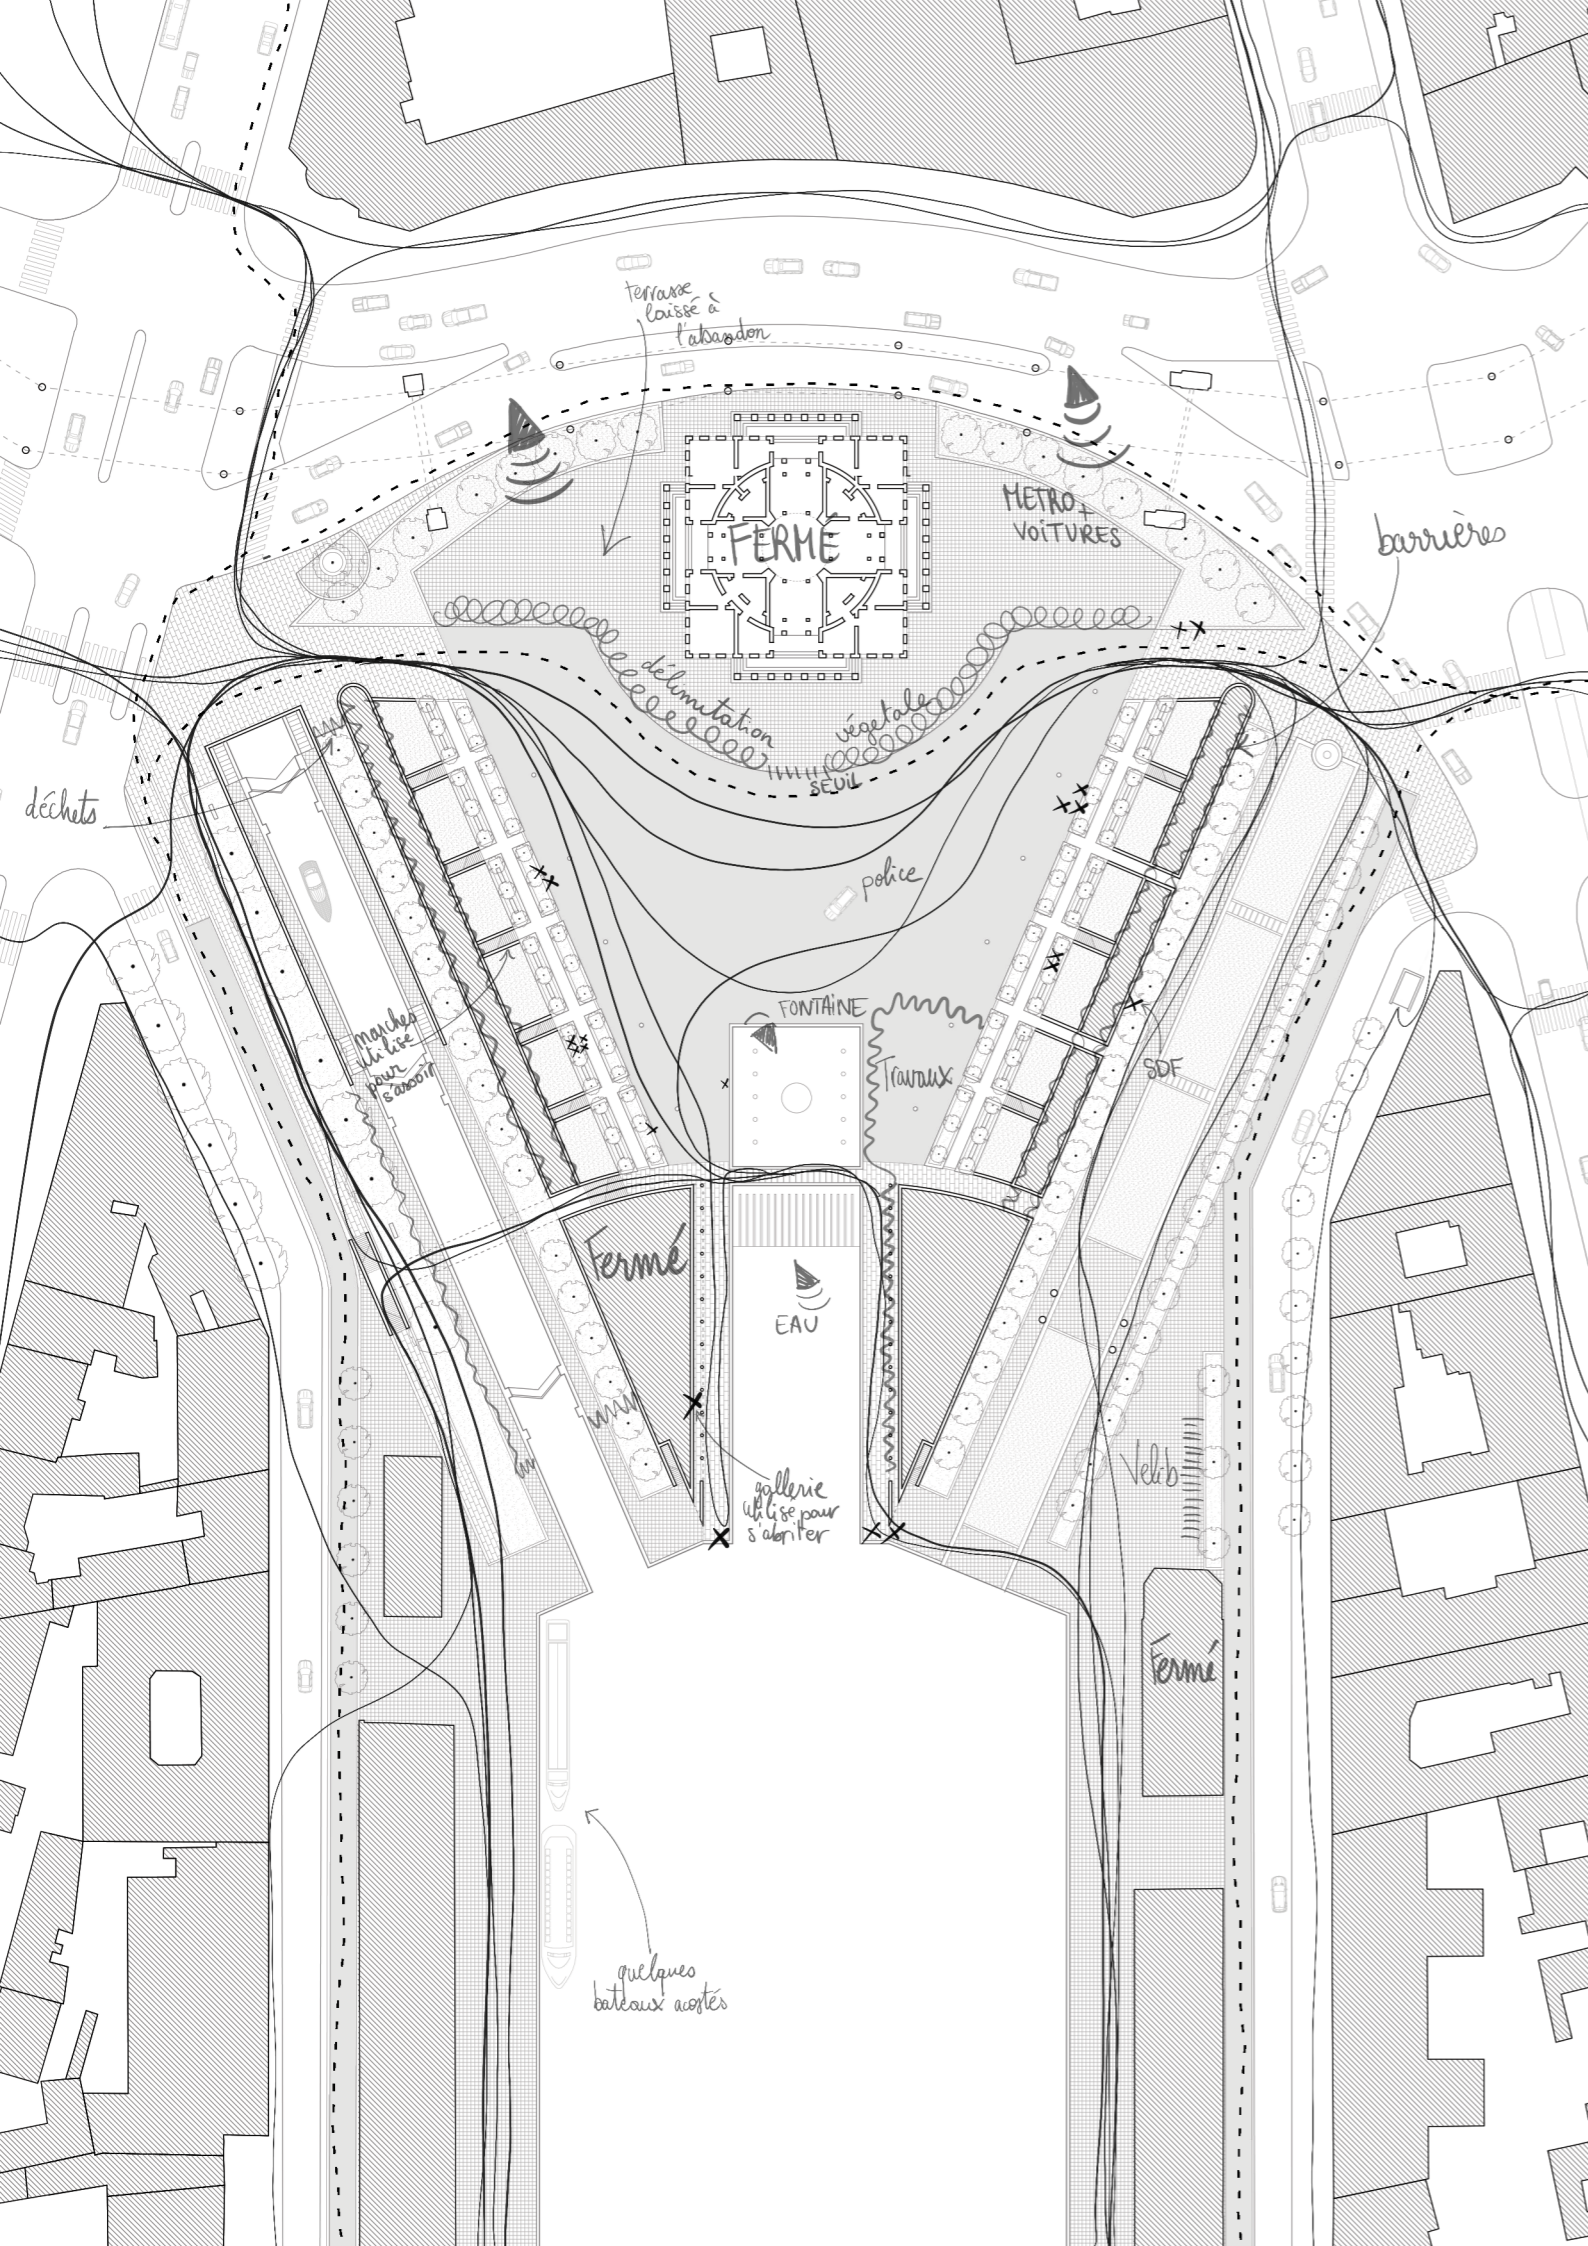 terrasse
laissé à
l'abandon
METRO +
VOITURES
FERMÉ
barrières
délimitation
végetale
SEUIL
déchets
police
FONTAINE
marches
utilisé
pour
s'assoir
Travaux
SDF
Fermé
EAU
gallerie
utilisé pour
s'abriter
Velib
Fermé
quelques
bateaux acostés